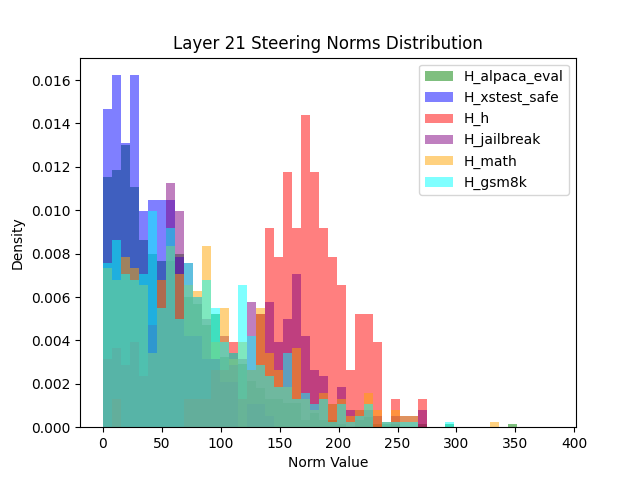 Layer 21 Steering Norms Distribution
H_alpaca_eval
H_xstest_safe
H_h
H_jailbreak
H_math
H_gsm8k
Density
0.016
0.014
0.012
0.010
0.008
0.006
0.004
0.002
0.000
0 50 100 150 200 250 300 350 400
Norm Value